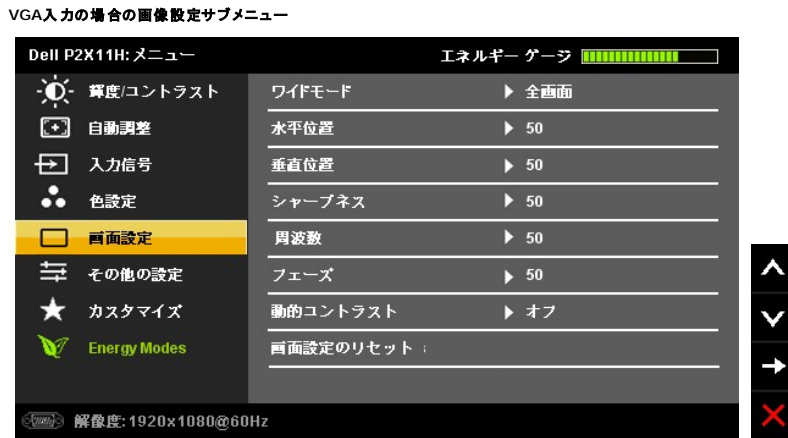 VGA入力の場合の画像設定サブメニュー
Dell P2X11H:メニュー エネルギー ゲージ
輝度/コントラスト ワイドモード 全画面
自動調整 水平位置 50
入力信号 垂直位置 50
色設定 シャープネス 50
画面設定 周波数 50
その他の設定 フェーズ 50
カスタマイズ 動的コントラスト オフ
Energy Modes 画面設定のリセット
解像度:1920x1080@60Hz